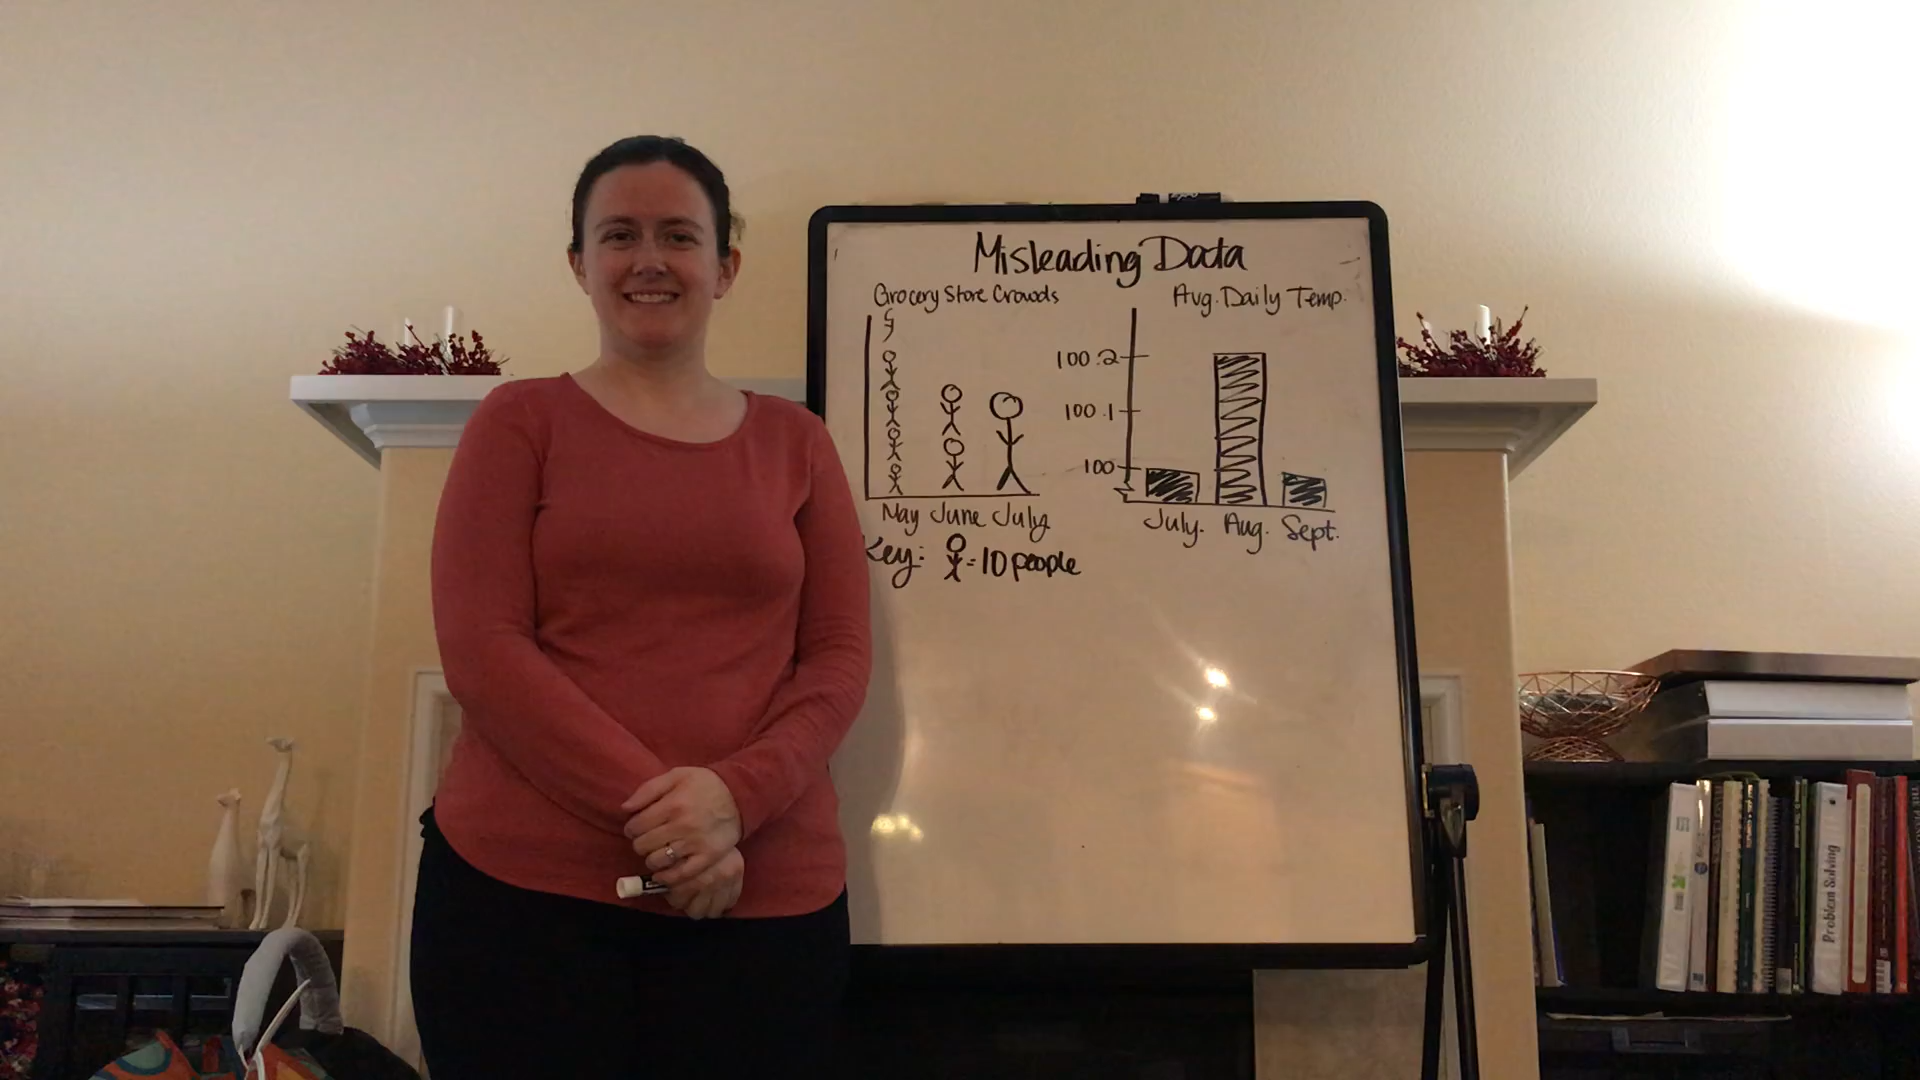 Misleading Data
Grocery Store Crowds
May June July
Key: = 10 people
Avg. Daily Temp.
100.2
100.1
100
July. Aug. Sept.
Problem Solving